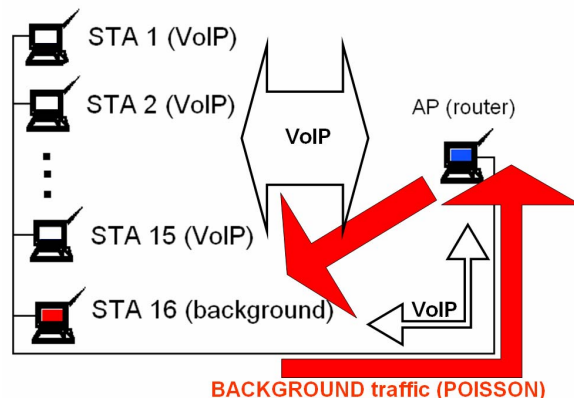 STA 1 (VoIP)
STA 2 (VoIP)
AP (router)
VoIP
STA 15 (VoIP)
STA 16 (background)
VoIP
BACKGROUND traffic (POISSON)